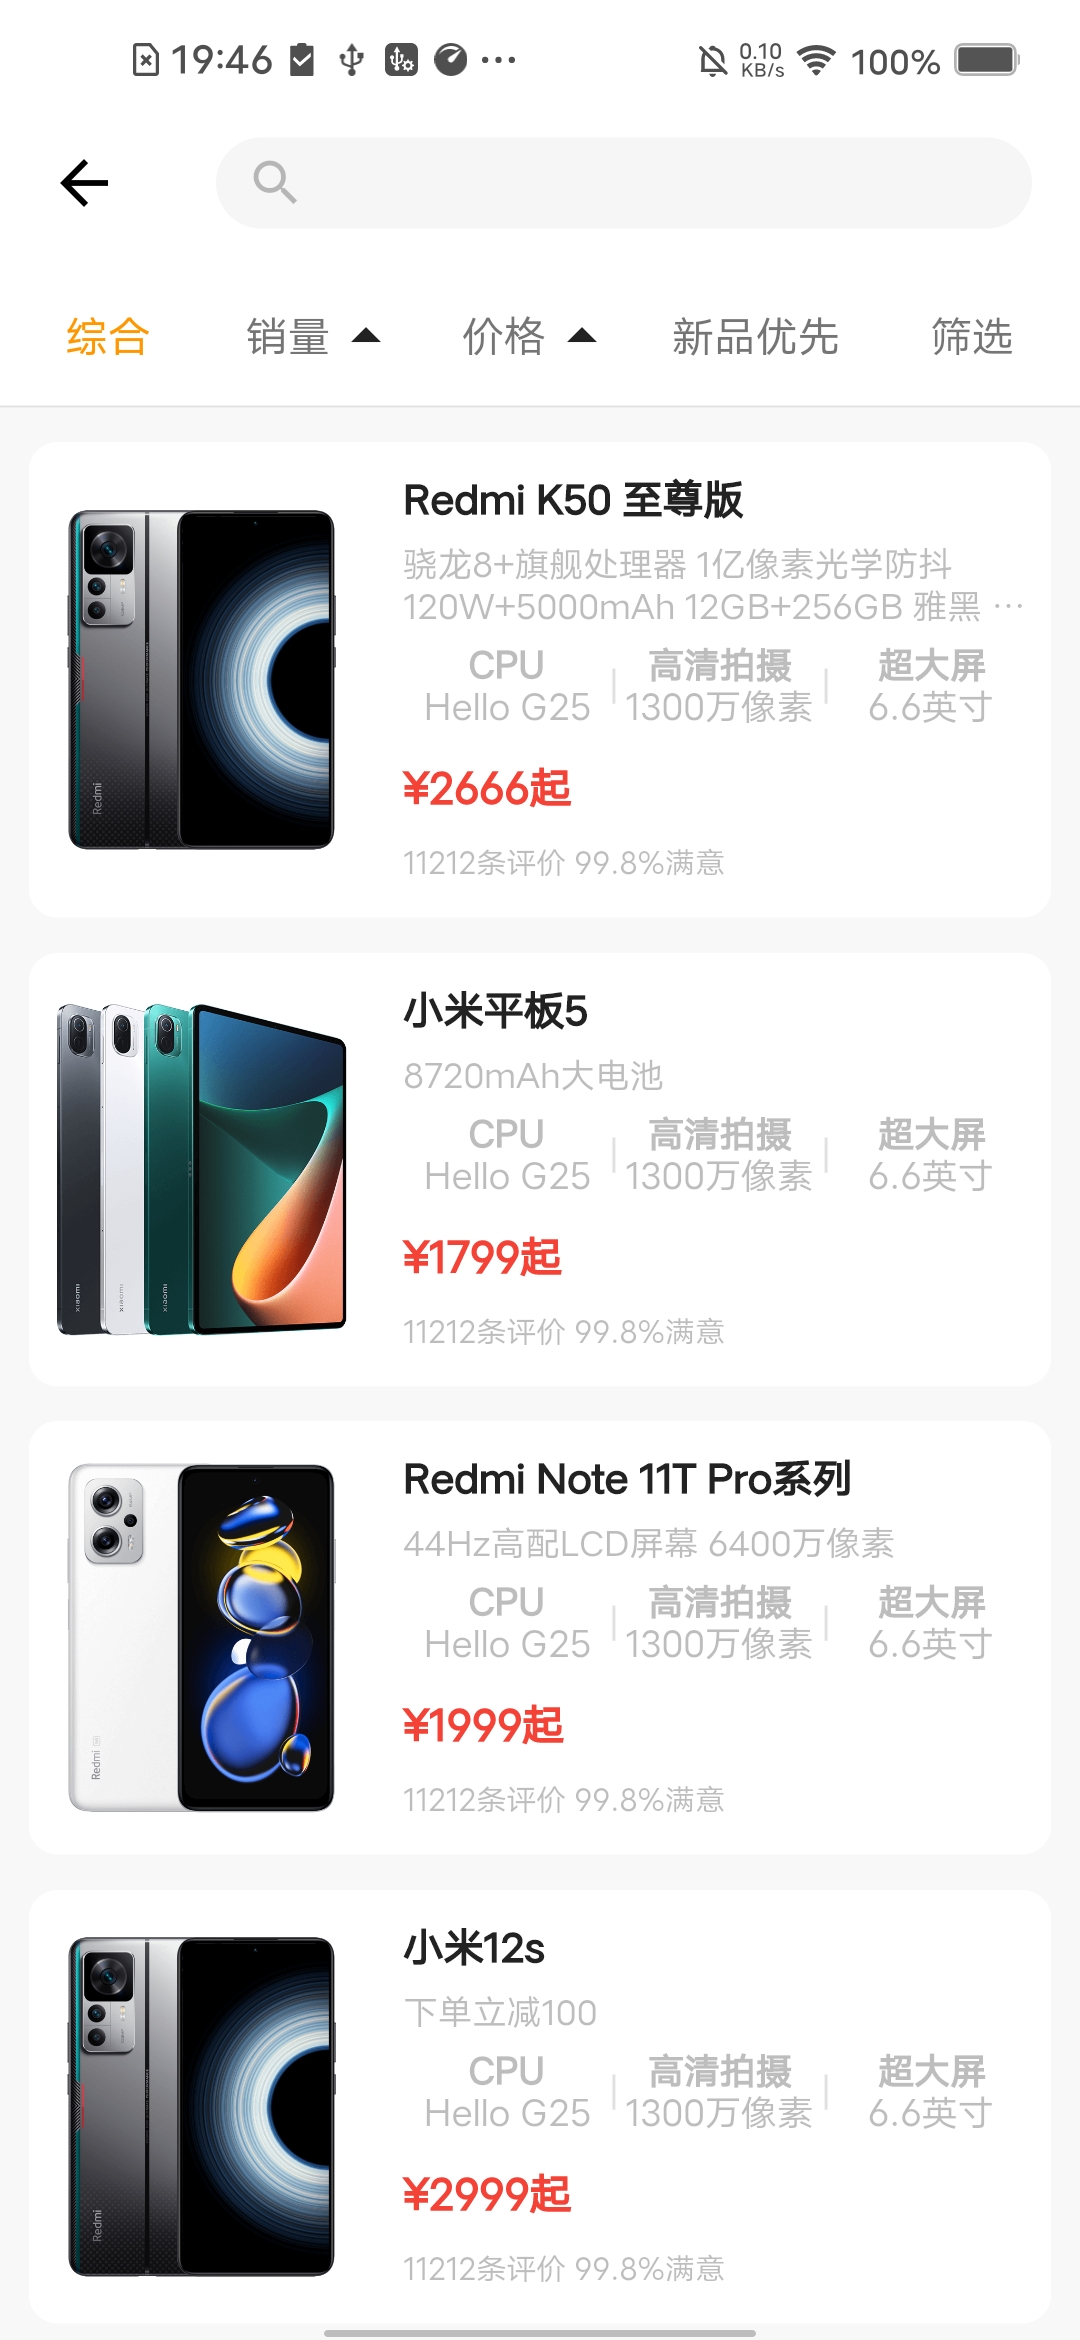 19:46
0.10
KB/s
100%
综合 销量 价格 新品优先 筛选
Redmi K50 至尊版
骁龙8+旗舰处理器 1亿像素光学防抖
120W+5000mAh 12GB+256GB 雅黑 ...
CPU 高清拍摄 超大屏
Hello G25 1300万像素 6.6英寸
¥2666起
11212条评价 99.8%满意
Redmi
小米平板5
8720mAh大电池
CPU 高清拍摄 超大屏
Hello G25 1300万像素 6.6英寸
¥1799起
11212条评价 99.8%满意
xiaomi xiaomi xiaomi
Redmi Note 11T Pro系列
44Hz高配LCD屏幕 6400万像素
CPU 高清拍摄 超大屏
Hello G25 1300万像素 6.6英寸
¥1999起
11212条评价 99.8%满意
Redmi
小米12s
下单立减100
CPU 高清拍摄 超大屏
Hello G25 1300万像素 6.6英寸
¥2999起
11212条评价 99.8%满意
Redmi